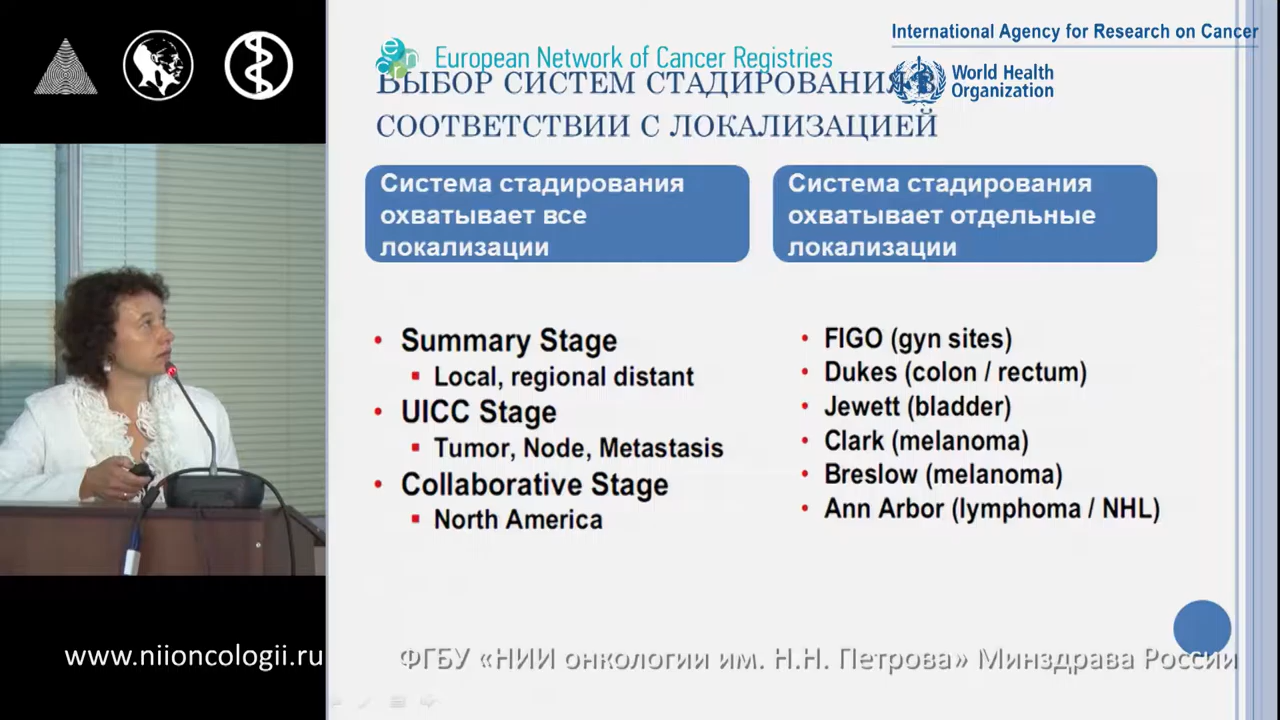 International Agency for Research on Cancer
European Network of Cancer Registries
World Health
Organization
ВЫБОР СИСТЕМ СТАДИРОВАНИЯ В
СООТВЕТСТВИИ С ЛОКАЛИЗАЦИЕЙ
Система стадирования
охватывает все
локализации
Система стадирования
охватывает отдельные
локализации
• Summary Stage
▪ Local, regional distant
• UICC Stage
▪ Tumor, Node, Metastasis
• Collaborative Stage
▪ North America
• FIGO (gyn sites)
• Dukes (colon / rectum)
• Jewett (bladder)
• Clark (melanoma)
• Breslow (melanoma)
• Ann Arbor (lymphoma / NHL)
www.niioncologii.ru
ФГБУ «НИИ онкологии им. Н.Н. Петрова» Минздрава России